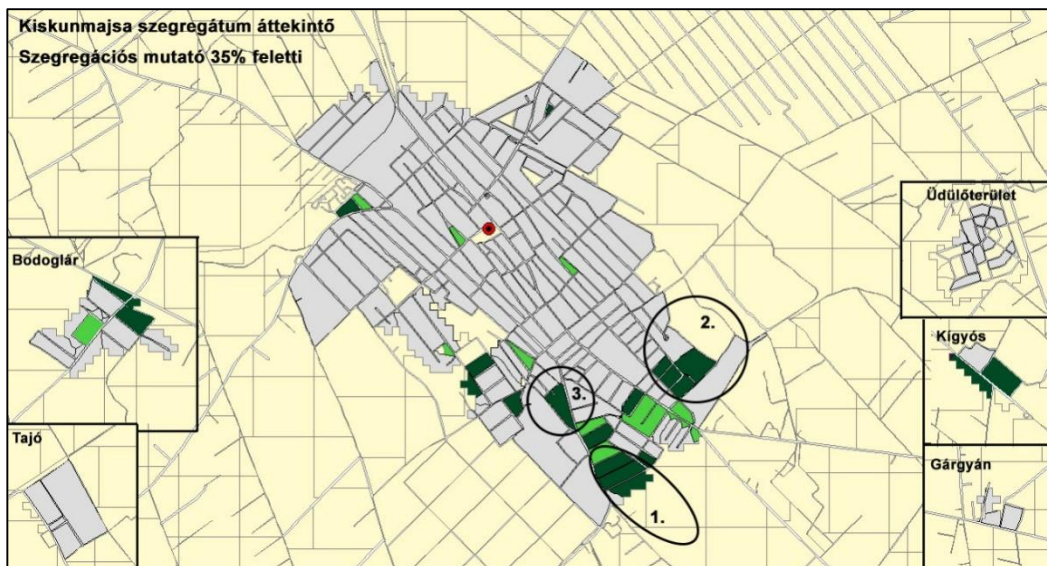 Kiskunmajsa szegregátum áttekintő
Szegregációs mutató 35% feletti
Üdülőterület
Bodoglár
2.
Kígyós
3.
Tajó
Gárgyán
1.